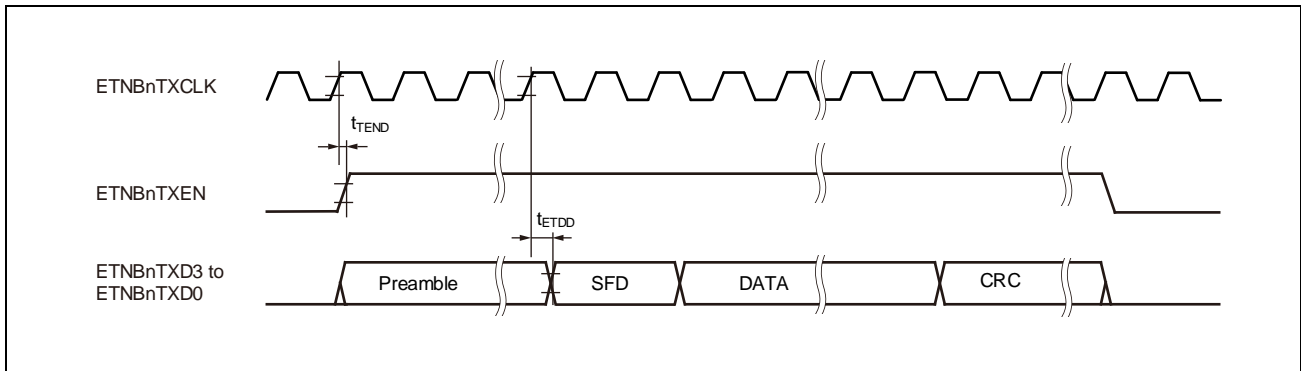 ETNBnTXCLK
tTEND
ETNBnTXEN
tETDD
ETNBnTXD3 to
ETNBnTXD0
Preamble SFD DATA CRC